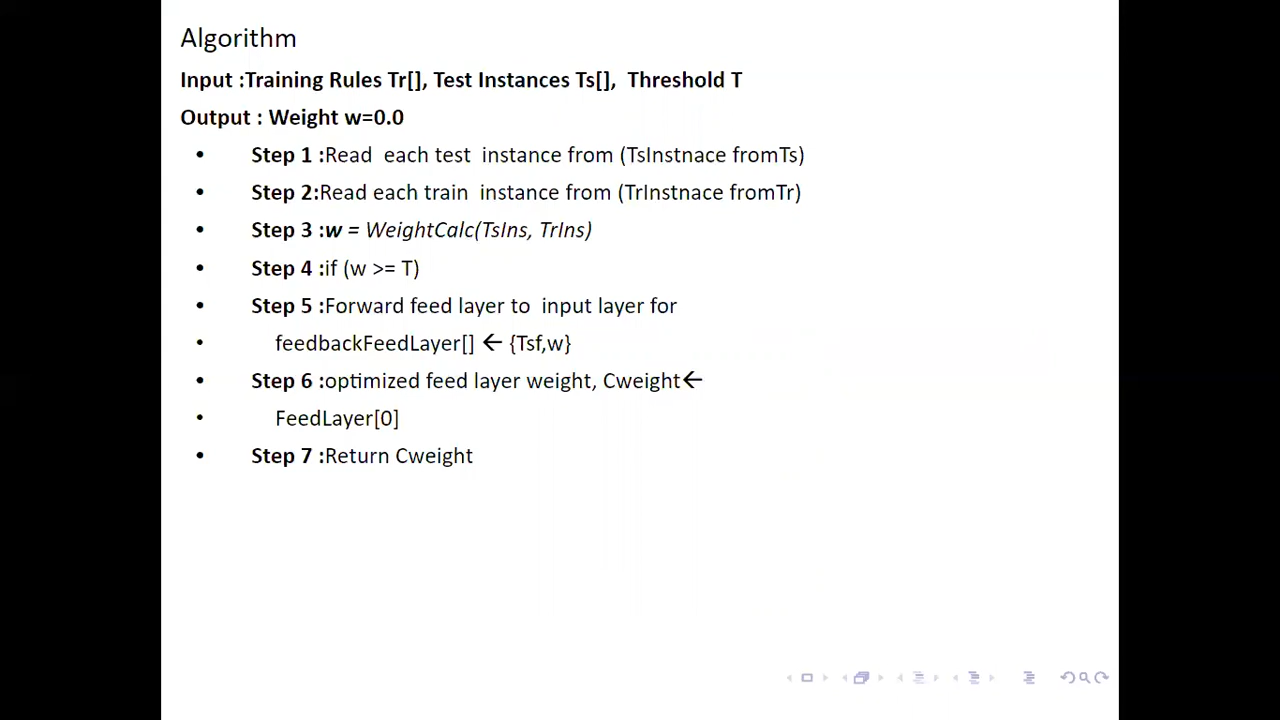 Algorithm
Input :Training Rules Tr[], Test Instances Ts[],  Threshold T
Output : Weight w=0.0
• Step 1 :Read  each test  instance from (TsInstnace fromTs)
• Step 2:Read each train  instance from (TrInstnace fromTr)
• Step 3 :w = WeightCalc(TsIns, TrIns)
• Step 4 :if (w >= T)
• Step 5 :Forward feed layer to  input layer for
• feedbackFeedLayer[] ← {Tsf,w}
• Step 6 :optimized feed layer weight, Cweight←
• FeedLayer[0]
• Step 7 :Return Cweight